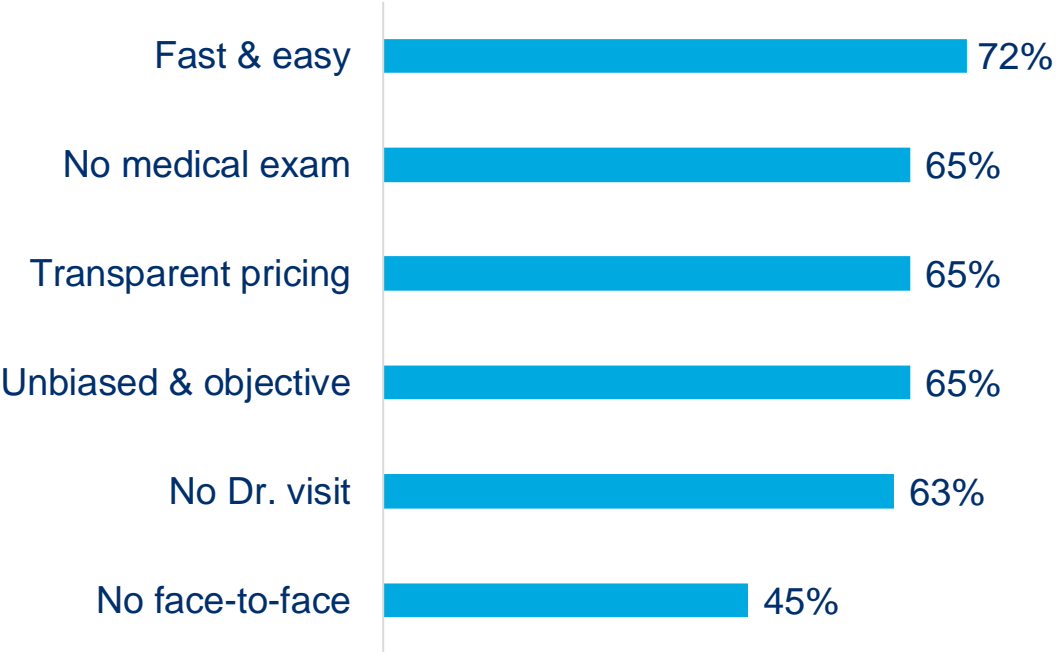 Fast & easy 72%
No medical exam 65%
Transparent pricing 65%
Unbiased & objective 65%
No Dr. visit 63%
No face-to-face 45%